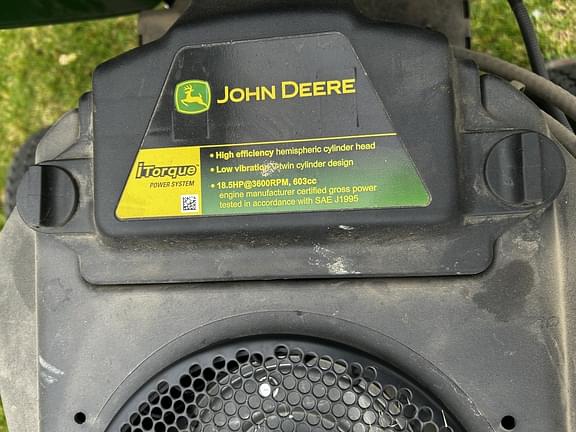 JOHN DEERE
iTorque
POWER SYSTEM
• High efficiency hemispheric cylinder head
• Low vibration twin cylinder design
• 18.5HP@3600RPM, 603cc
engine manufacturer certified gross power
tested in accordance with SAE J1995